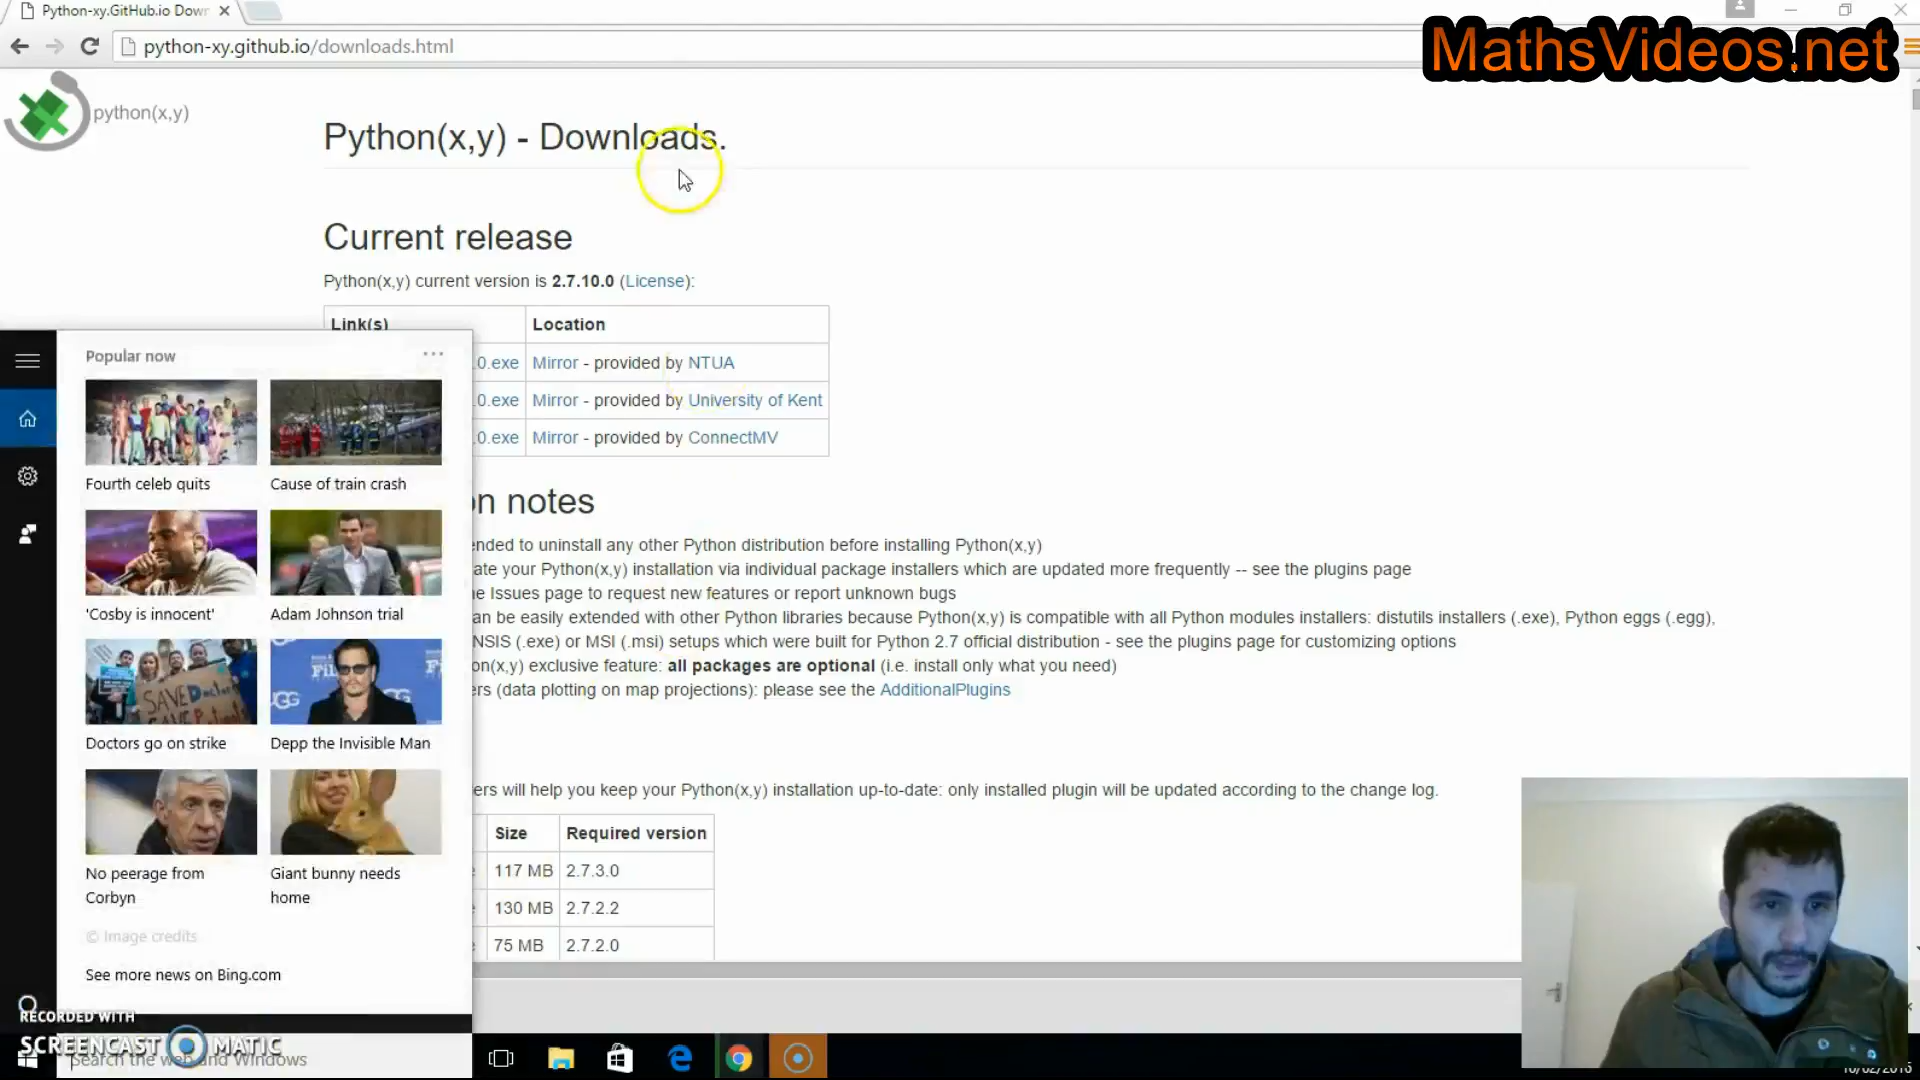 Python-xy.GitHub.io Down
python-xy.github.io/downloads.html
MathsVideos.net
python(x,y)
Python(x,y) - Downloads.
Current release
Python(x,y) current version is 2.7.10.0 (License):
Link(s) Location
0.exe Mirror - provided by NTUA
0.exe Mirror - provided by University of Kent
0.exe Mirror - provided by ConnectMV
on notes
ended to uninstall any other Python distribution before installing Python(x,y)
ate your Python(x,y) installation via individual package installers which are updated more frequently -- see the plugins page
e Issues page to request new features or report unknown bugs
can be easily extended with other Python libraries because Python(x,y) is compatible with all Python modules installers: distutils installers (.exe), Python eggs (.egg),
NSIS (.exe) or MSI (.msi) setups which were built for Python 2.7 official distribution - see the plugins page for customizing options
on(x,y) exclusive feature: all packages are optional (i.e. install only what you need)
ers (data plotting on map projections): please see the AdditionalPlugins
ers will help you keep your Python(x,y) installation up-to-date: only installed plugin will be updated according to the change log.
Size Required version
117 MB 2.7.3.0
130 MB 2.7.2.2
75 MB 2.7.2.0
Popular now
Fourth celeb quits
Cause of train crash
'Cosby is innocent'
Adam Johnson trial
SAVE Doctors
SAVE
Doctors go on strike
Depp the Invisible Man
No peerage from
Corbyn
Giant bunny needs
home
© Image credits
See more news on Bing.com
RECORDED WITH
SCREENCAST MATIC
Search the web and Windows